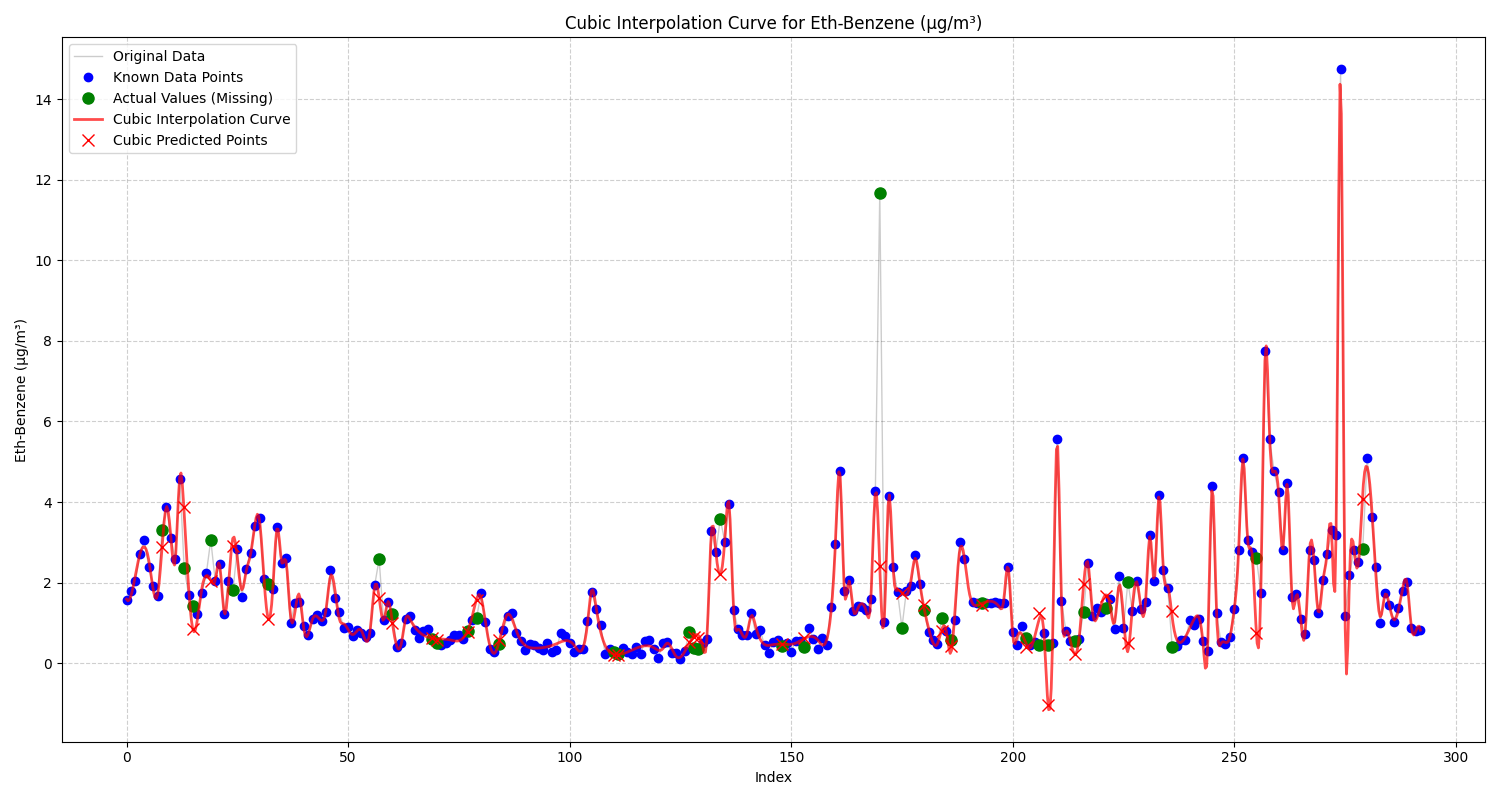 Cubic Interpolation Curve for Eth-Benzene (µg/m³)
Original Data
Known Data Points
Actual Values (Missing)
Cubic Interpolation Curve
Cubic Predicted Points
Eth-Benzene (µg/m³)
14
12
10
8
6
4
2
0
0 50 100 150 200 250 300
Index